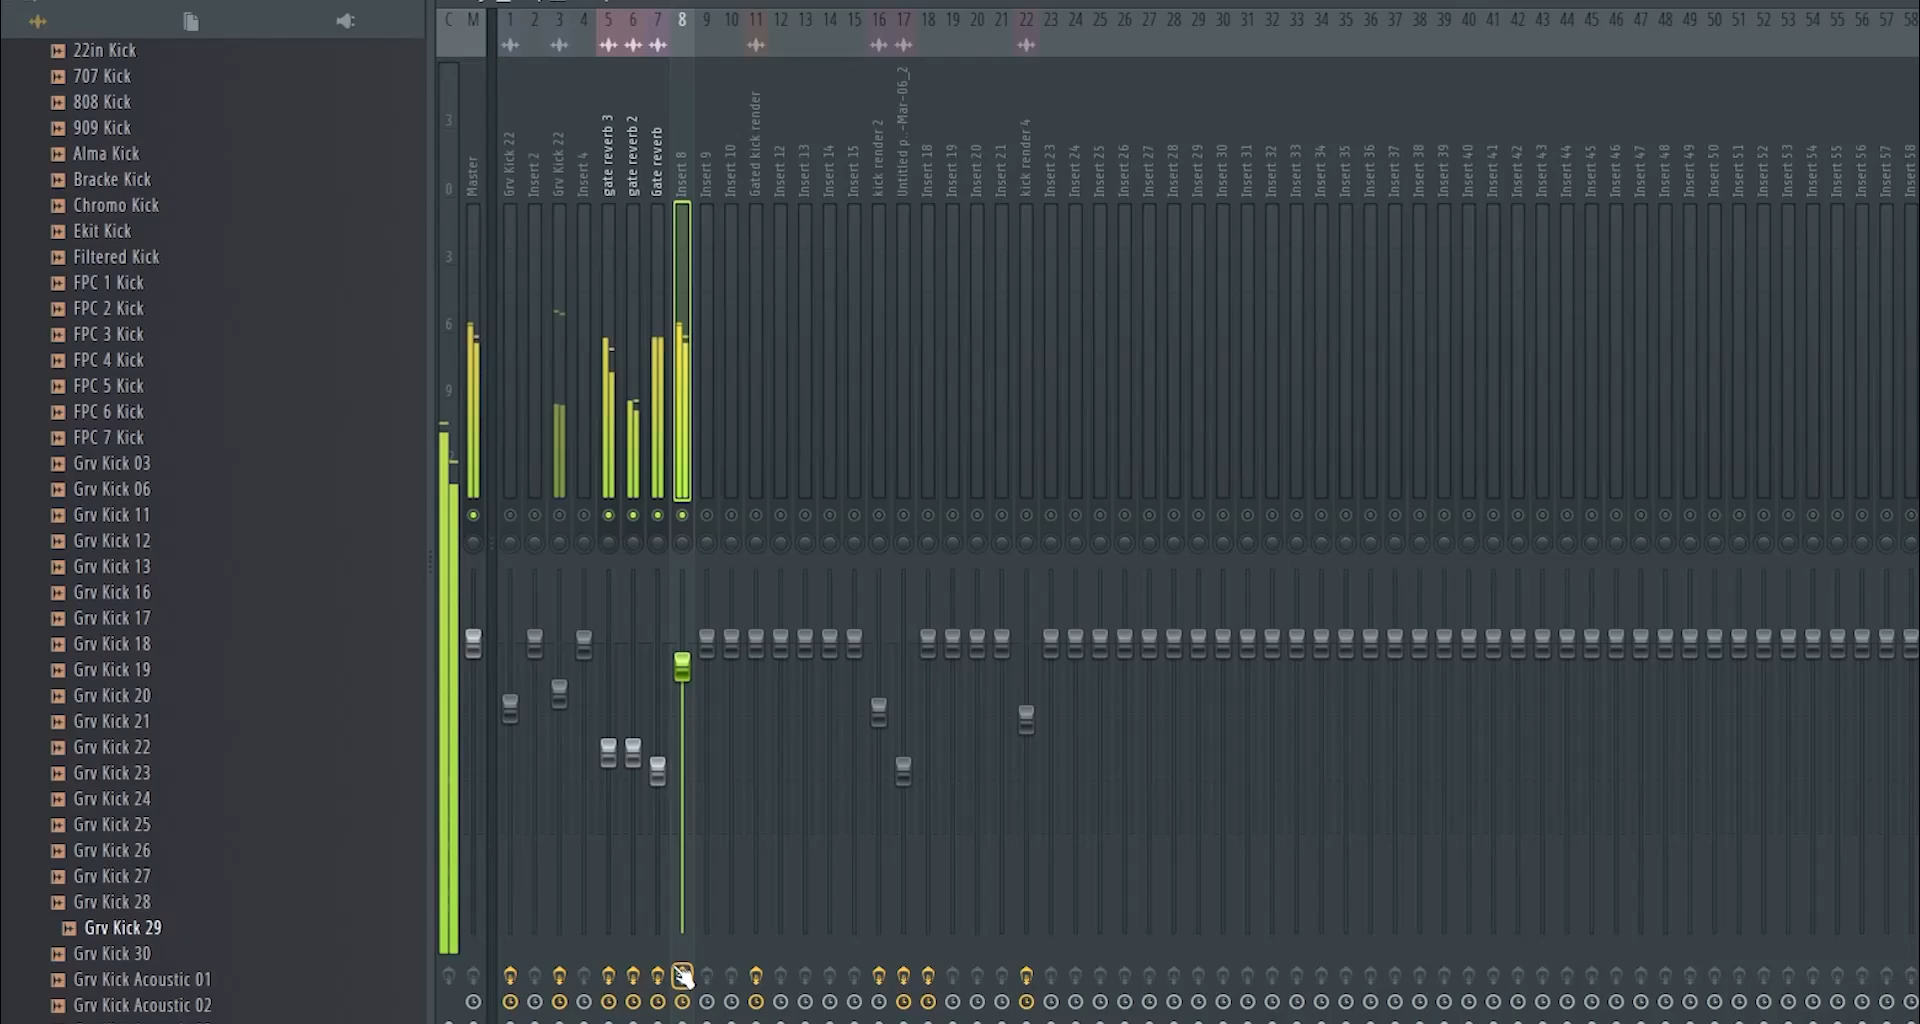 C M 1 2 3 4 5 6 7 8 9 10 11 12 13 14 15 16 17 18 19 20 21 22 23 24 25 26 27 28 29 30 31 32 33 34 35 36 37 38 39 40 41 42 43 44 45 46 47 48 49 50 51 52 53 54 55 56 57 58
22in Kick
707 Kick
808 Kick
909 Kick
Alma Kick
Bracke Kick
Chromo Kick
Ekit Kick
Filtered Kick
FPC 1 Kick
FPC 2 Kick
FPC 3 Kick
FPC 4 Kick
FPC 5 Kick
FPC 6 Kick
FPC 7 Kick
Grv Kick 03
Grv Kick 06
Grv Kick 11
Grv Kick 12
Grv Kick 13
Grv Kick 16
Grv Kick 17
Grv Kick 18
Grv Kick 19
Grv Kick 20
Grv Kick 21
Grv Kick 22
Grv Kick 23
Grv Kick 24
Grv Kick 25
Grv Kick 26
Grv Kick 27
Grv Kick 28
Grv Kick 29
Grv Kick 30
Grv Kick Acoustic 01
Grv Kick Acoustic 02
3
0
3
6
9
Master
Grv Kick 22
Insert 2
Grv Kick 22
Insert 4
gate reverb 3
gate reverb 2
Gate reverb
Insert 8
Insert 9
Insert 10
Gated kick render
Insert 12
Insert 13
Insert 14
Insert 15
kick render 2
Untitled p..-Mar-06_2
Insert 18
Insert 19
Insert 20
Insert 21
kick render 4
Insert 23
Insert 24
Insert 25
Insert 26
Insert 27
Insert 28
Insert 29
Insert 30
Insert 31
Insert 32
Insert 33
Insert 34
Insert 35
Insert 36
Insert 37
Insert 38
Insert 39
Insert 40
Insert 41
Insert 42
Insert 43
Insert 44
Insert 45
Insert 46
Insert 47
Insert 48
Insert 49
Insert 50
Insert 51
Insert 52
Insert 53
Insert 54
Insert 55
Insert 56
Insert 57
Insert 58